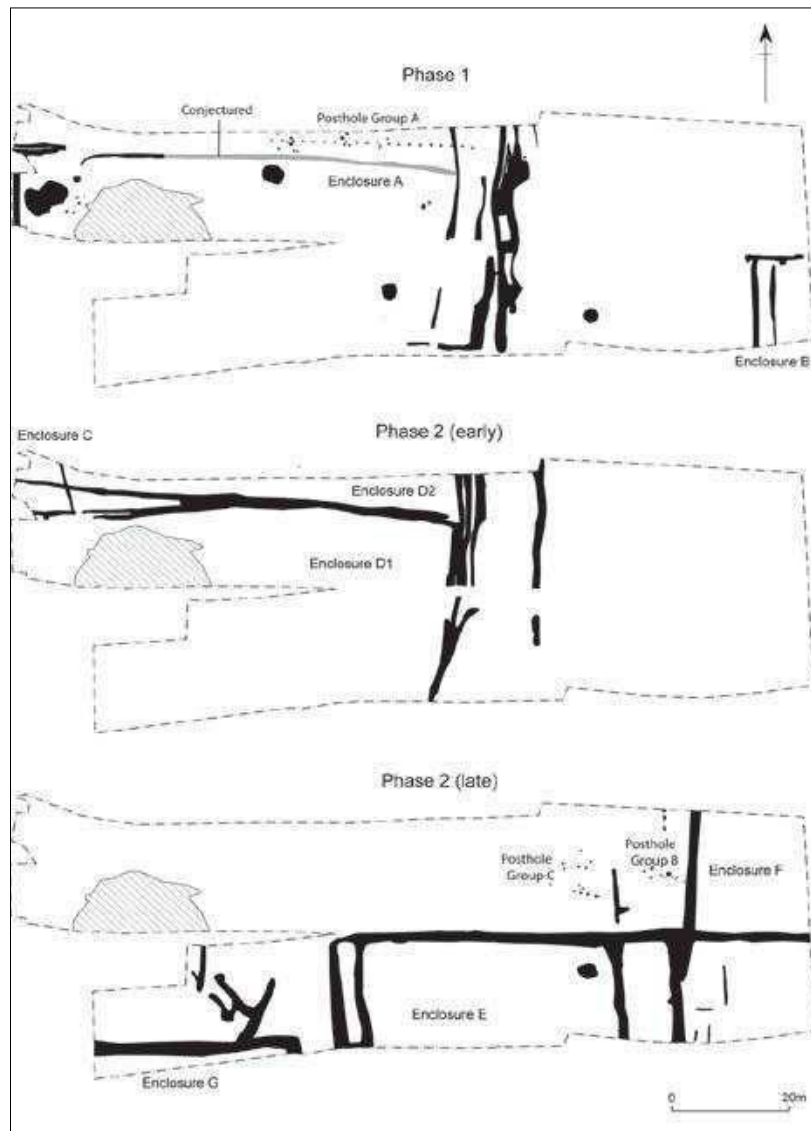 Phase 1
Conjectured
Posthole Group A
Enclosure A
Enclosure B
Enclosure C
Phase 2 (early)
Enclosure D2
Enclosure D1
Phase 2 (late)
Posthole
Group C
Posthole
Group B
Enclosure F
Enclosure E
Enclosure G
0 20m